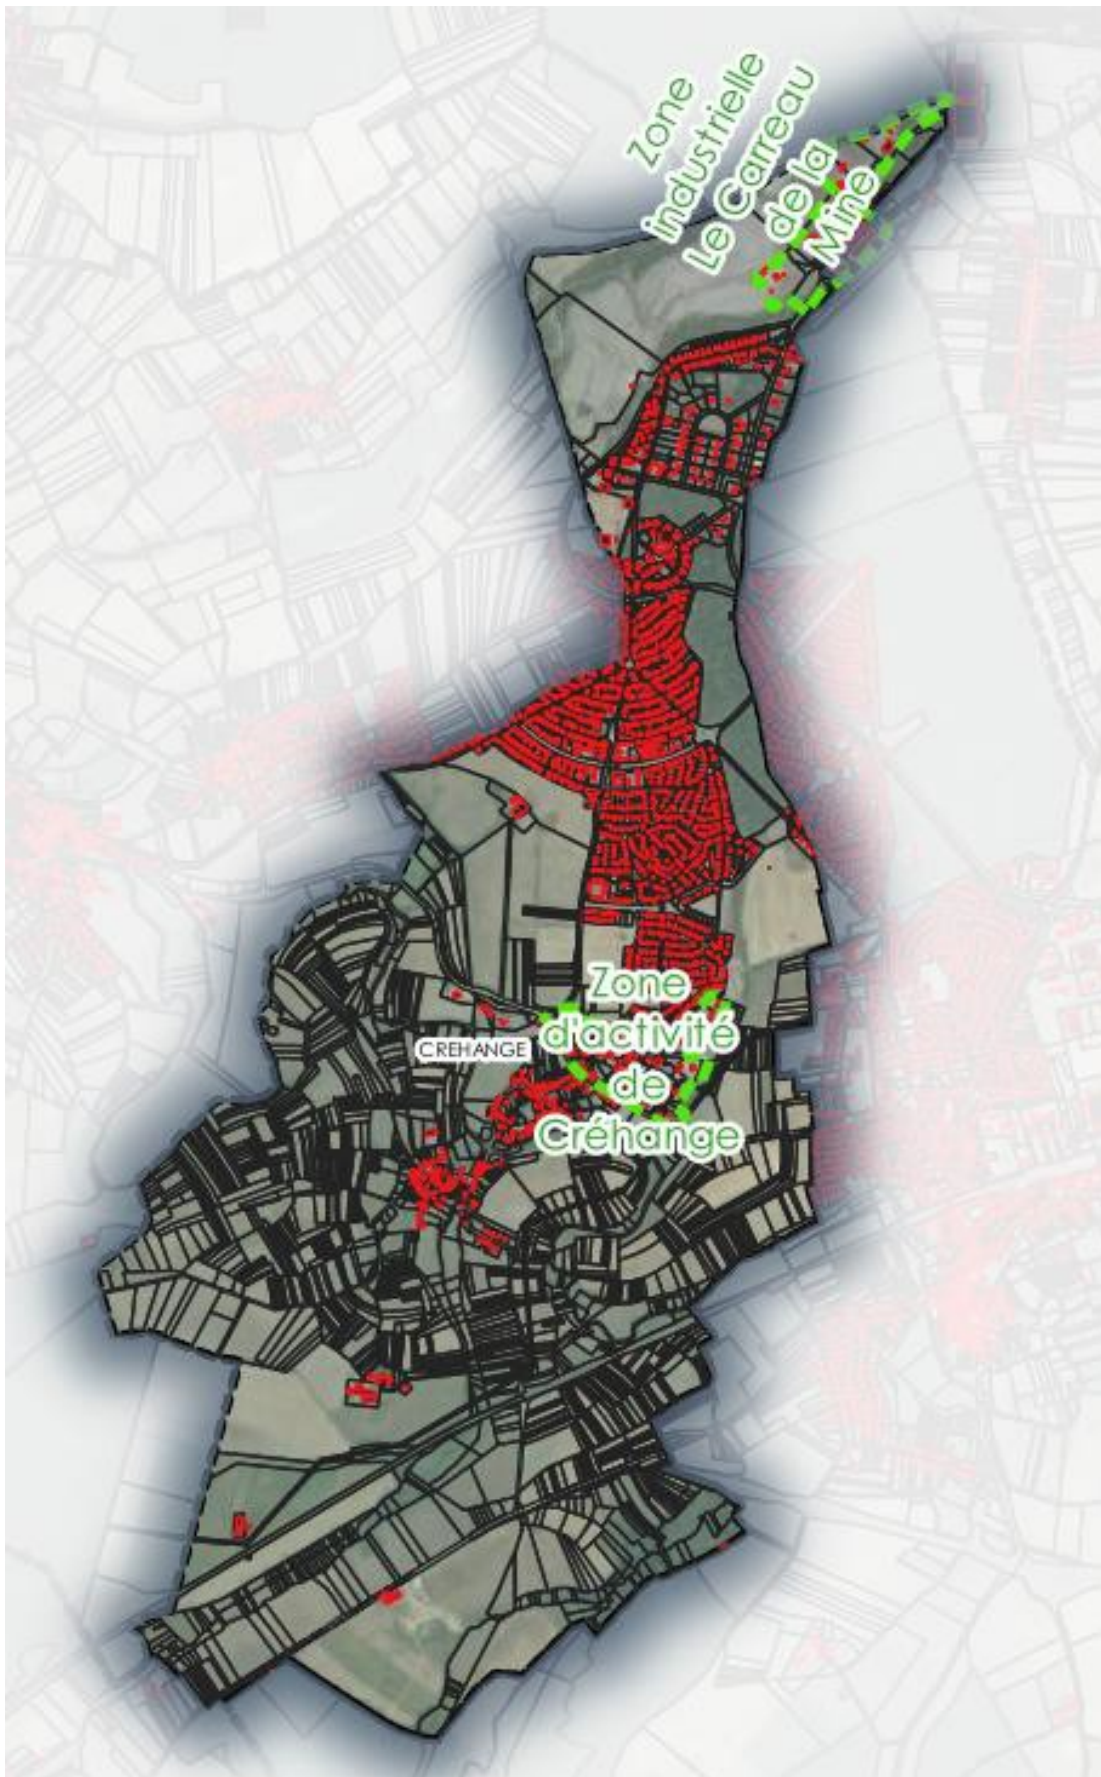 Zone
industrielle
Le Carreau
de la
Mine
Zone
d'activité
de
Créhange
CREHANGE